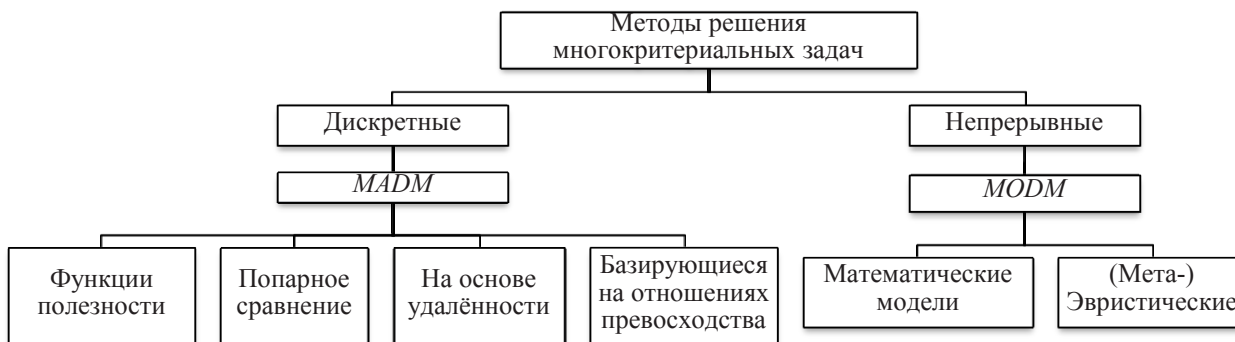 Методы решения
многокритериальных задач
Дискретные
Непрерывные
MADM
MODM
Функции
полезности
Попарное
сравнение
На основе
удалённости
Базирующиеся
на отношениях
превосходства
Математические
модели
(Мета-)
Эвристические